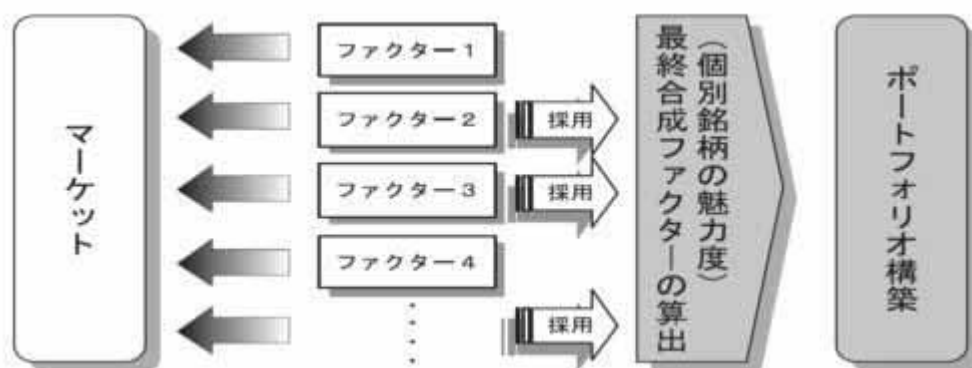 マーケット
ファクター1
ファクター2
ファクター3
ファクター4
採用
採用
採用
最終合成ファクターの算出
（個別銘柄の魅力度）
ポートフォリオ構築